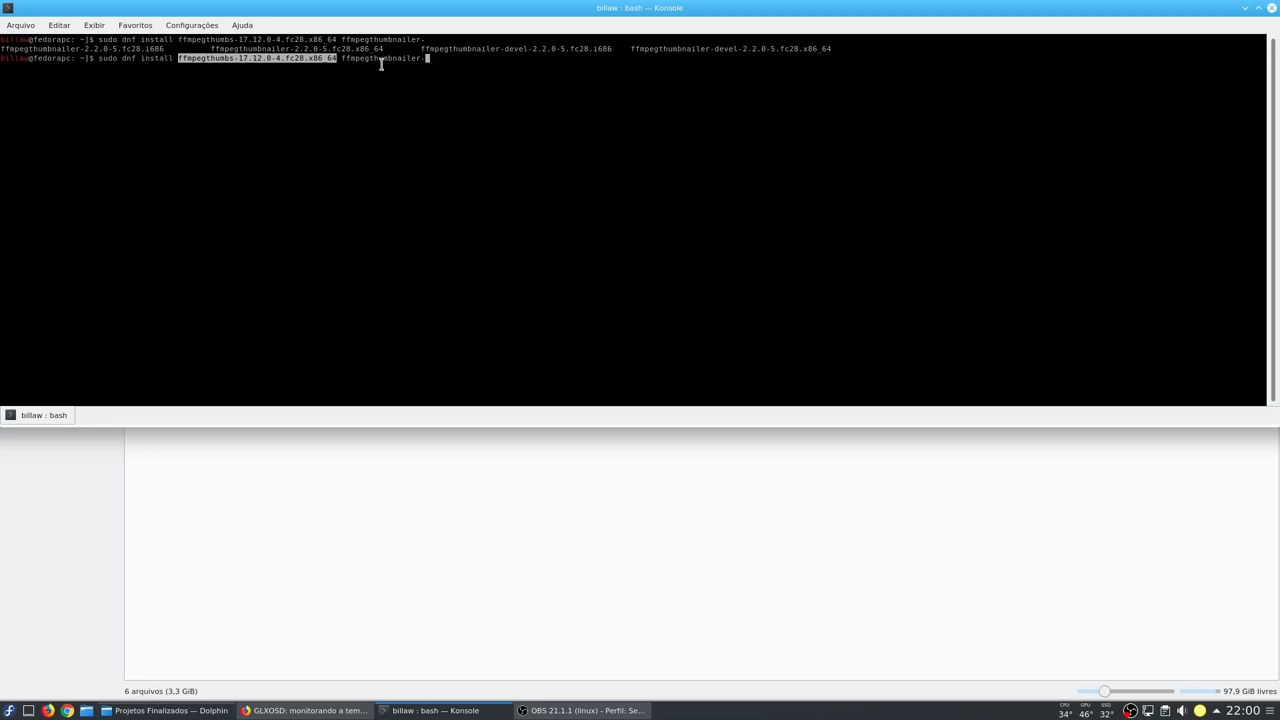 billaw : bash — Konsole
Arquivo Editar Exibir Favoritos Configurações Ajuda
billaw@fedorapc: ~]$ sudo dnf install ffmpegthumbs-17.12.0-4.fc28.x86_64 ffmpegthumbnailer-
ffmpegthumbnailer-2.2.0-5.fc28.i686 ffmpegthumbnailer-2.2.0-5.fc28.x86_64 ffmpegthumbnailer-devel-2.2.0-5.fc28.i686 ffmpegthumbnailer-devel-2.2.0-5.fc28.x86_64
billaw@fedorapc: ~]$ sudo dnf install ffmpegthumbs-17.12.0-4.fc28.x86_64 ffmpegthumbnailer-
billaw : bash
6 arquivos (3,3 GiB) 97,9 GiB livres
Projetos Finalizados — Dolphin GLXOSD: monitorando a tem... billaw : bash — Konsole OBS 21.1.1 (linux) - Perfil: Se... CPU 34° GPU 46° SSD 32° 22:00